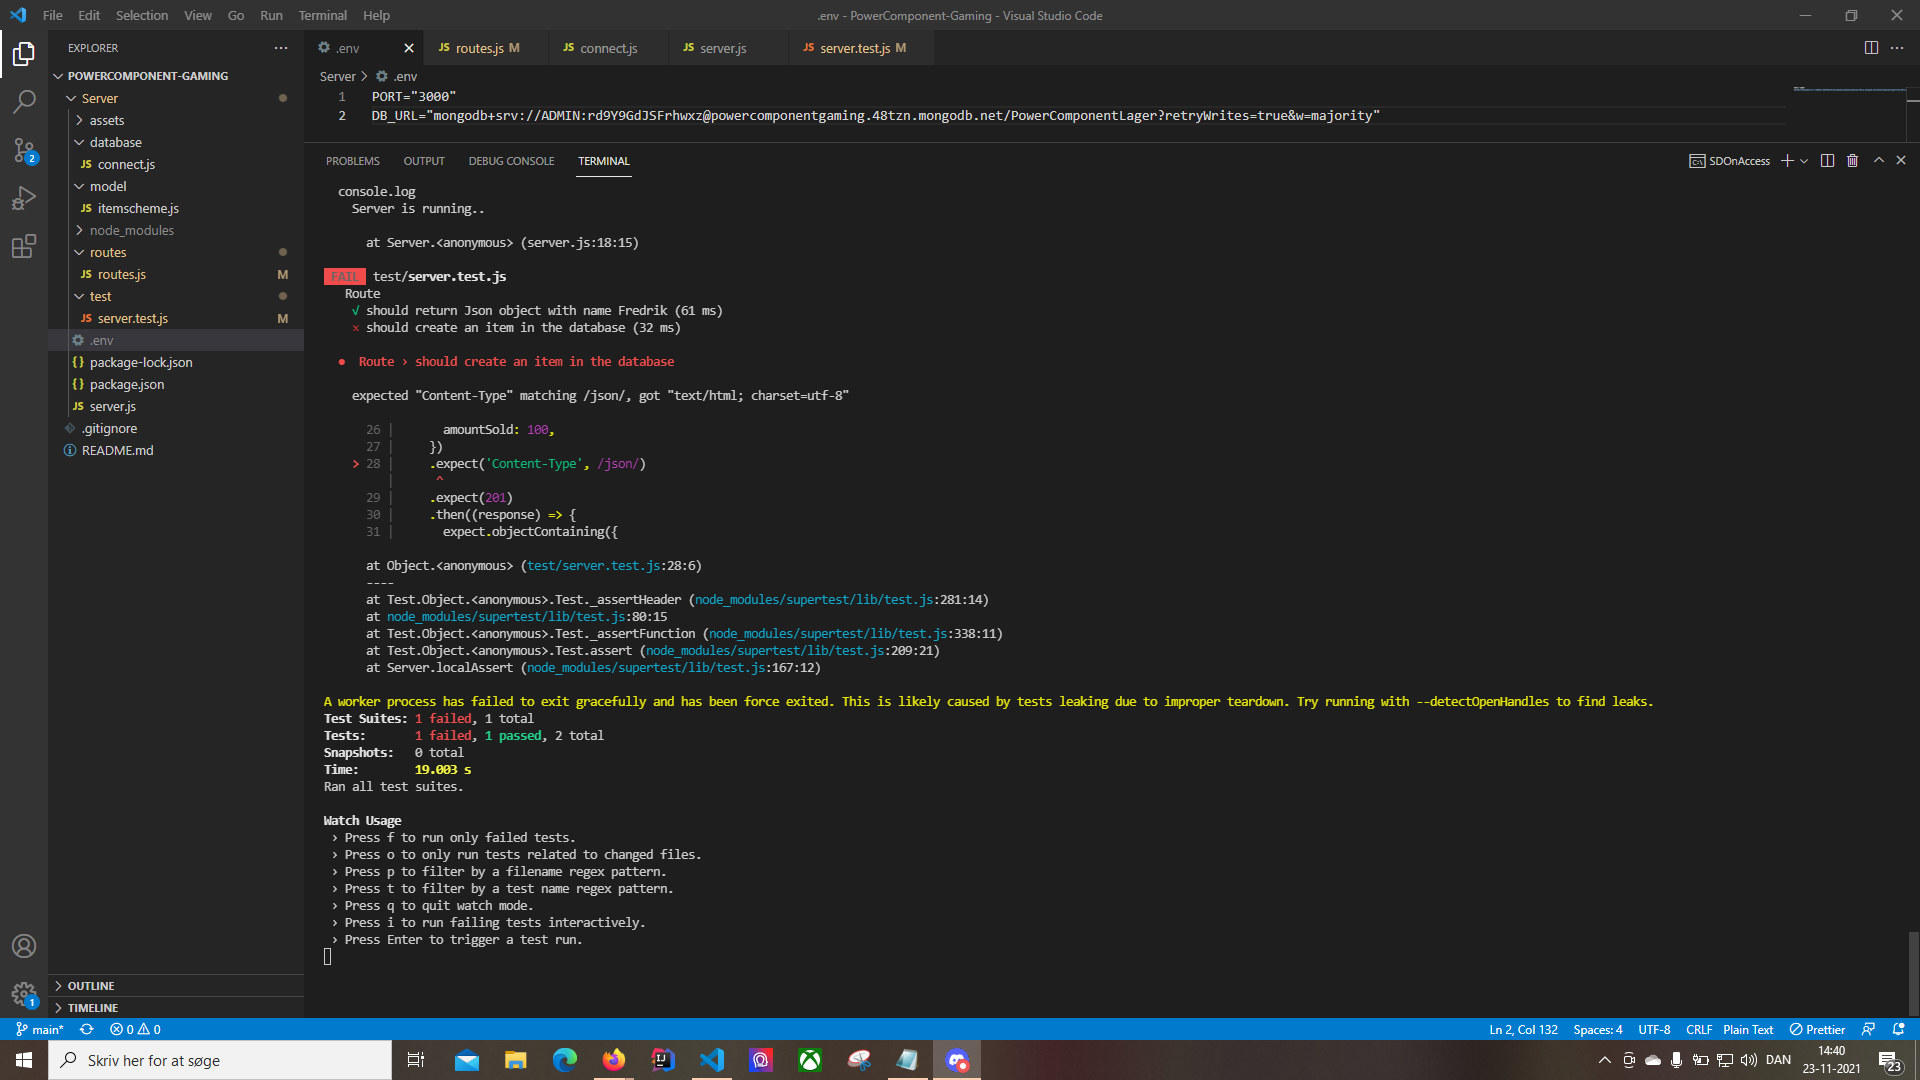 File Edit Selection View Go Run Terminal Help
.env - PowerComponent-Gaming - Visual Studio Code
EXPLORER
POWERCOMPONENT-GAMING
Server
assets
database
JS connect.js
model
JS itemscheme.js
node_modules
routes
JS routes.js M
test
JS server.test.js M
.env
{} package-lock.json
{} package.json
JS server.js
.gitignore
README.md
OUTLINE
TIMELINE
.env
JS routes.js M
JS connect.js
JS server.js
JS server.test.js M
Server > .env
1 PORT="3000"
2 DB_URL="mongodb+srv://ADMIN:rd9Y9GdJSFrhwxz@powercomponentgaming.48tzn.mongodb.net/PowerComponentLager?retryWrites=true&w=majority"
PROBLEMS OUTPUT DEBUG CONSOLE TERMINAL
SDOnAccess
console.log
Server is running..
at Server.<anonymous> (server.js:18:15)
FAIL test/server.test.js
Route
√ should return Json object with name Fredrik (61 ms)
× should create an item in the database (32 ms)
● Route › should create an item in the database
expected "Content-Type" matching /json/, got "text/html; charset=utf-8"
26 | amountSold: 100,
27 | })
> 28 | .expect('Content-Type', /json/)
| ^
29 | .expect(201)
30 | .then((response) => {
31 | expect.objectContaining({
at Object.<anonymous> (test/server.test.js:28:6)
----
at Test.Object.<anonymous>.Test._assertHeader (node_modules/supertest/lib/test.js:281:14)
at node_modules/supertest/lib/test.js:80:15
at Test.Object.<anonymous>.Test._assertFunction (node_modules/supertest/lib/test.js:338:11)
at Test.Object.<anonymous>.Test.assert (node_modules/supertest/lib/test.js:209:21)
at Server.localAssert (node_modules/supertest/lib/test.js:167:12)
A worker process has failed to exit gracefully and has been force exited. This is likely caused by tests leaking due to improper teardown. Try running with --detectOpenHandles to find leaks.
Test Suites: 1 failed, 1 total
Tests: 1 failed, 1 passed, 2 total
Snapshots: 0 total
Time: 19.003 s
Ran all test suites.
Watch Usage
› Press f to run only failed tests.
› Press o to only run tests related to changed files.
› Press p to filter by a filename regex pattern.
› Press t to filter by a test name regex pattern.
› Press q to quit watch mode.
› Press i to run failing tests interactively.
› Press Enter to trigger a test run.
2
1
main* 0 0
Ln 2, Col 132 Spaces: 4 UTF-8 CRLF Plain Text Prettier
Skriv her for at søge
IJ
DAN
14:40
23-11-2021
23